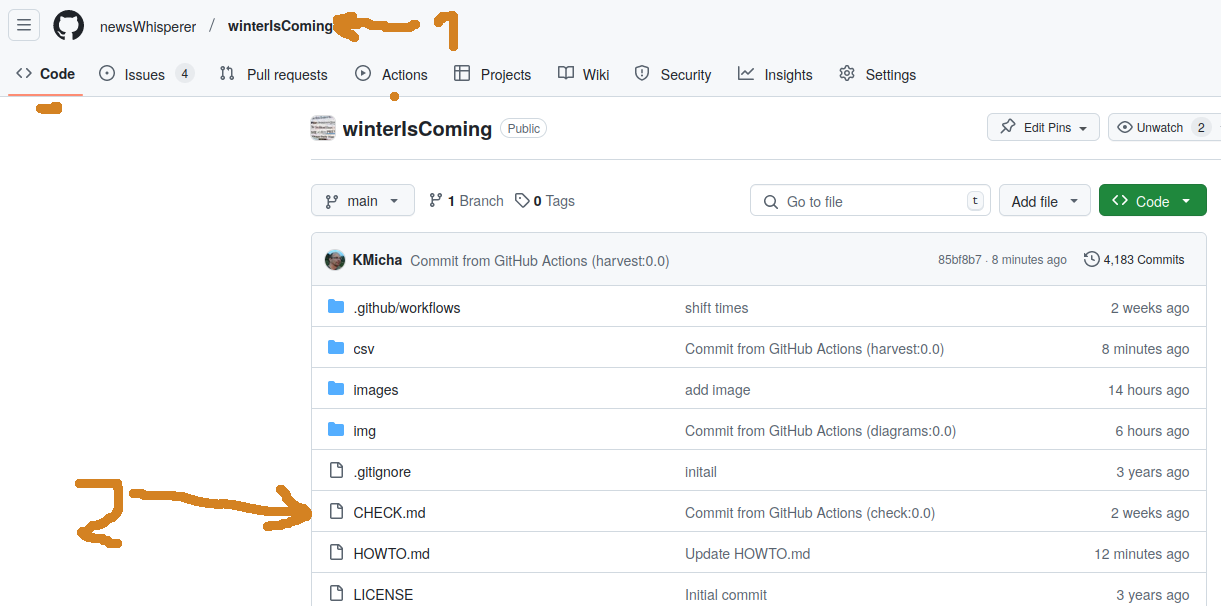 newsWhisperer / winterIsComing 1
Code Issues 4 Pull requests Actions Projects Wiki Security Insights Settings
winterIsComing Public Edit Pins Unwatch 2
main 1 Branch 0 Tags Go to file t Add file Code
KMicha Commit from GitHub Actions (harvest:0.0) 85bf8b7 · 8 minutes ago 4,183 Commits
.github/workflows shift times 2 weeks ago
csv Commit from GitHub Actions (harvest:0.0) 8 minutes ago
images add image 14 hours ago
img Commit from GitHub Actions (diagrams:0.0) 6 hours ago
.gitignore initail 3 years ago
2 CHECK.md Commit from GitHub Actions (check:0.0) 2 weeks ago
HOWTO.md Update HOWTO.md 12 minutes ago
LICENSE Initial commit 3 years ago